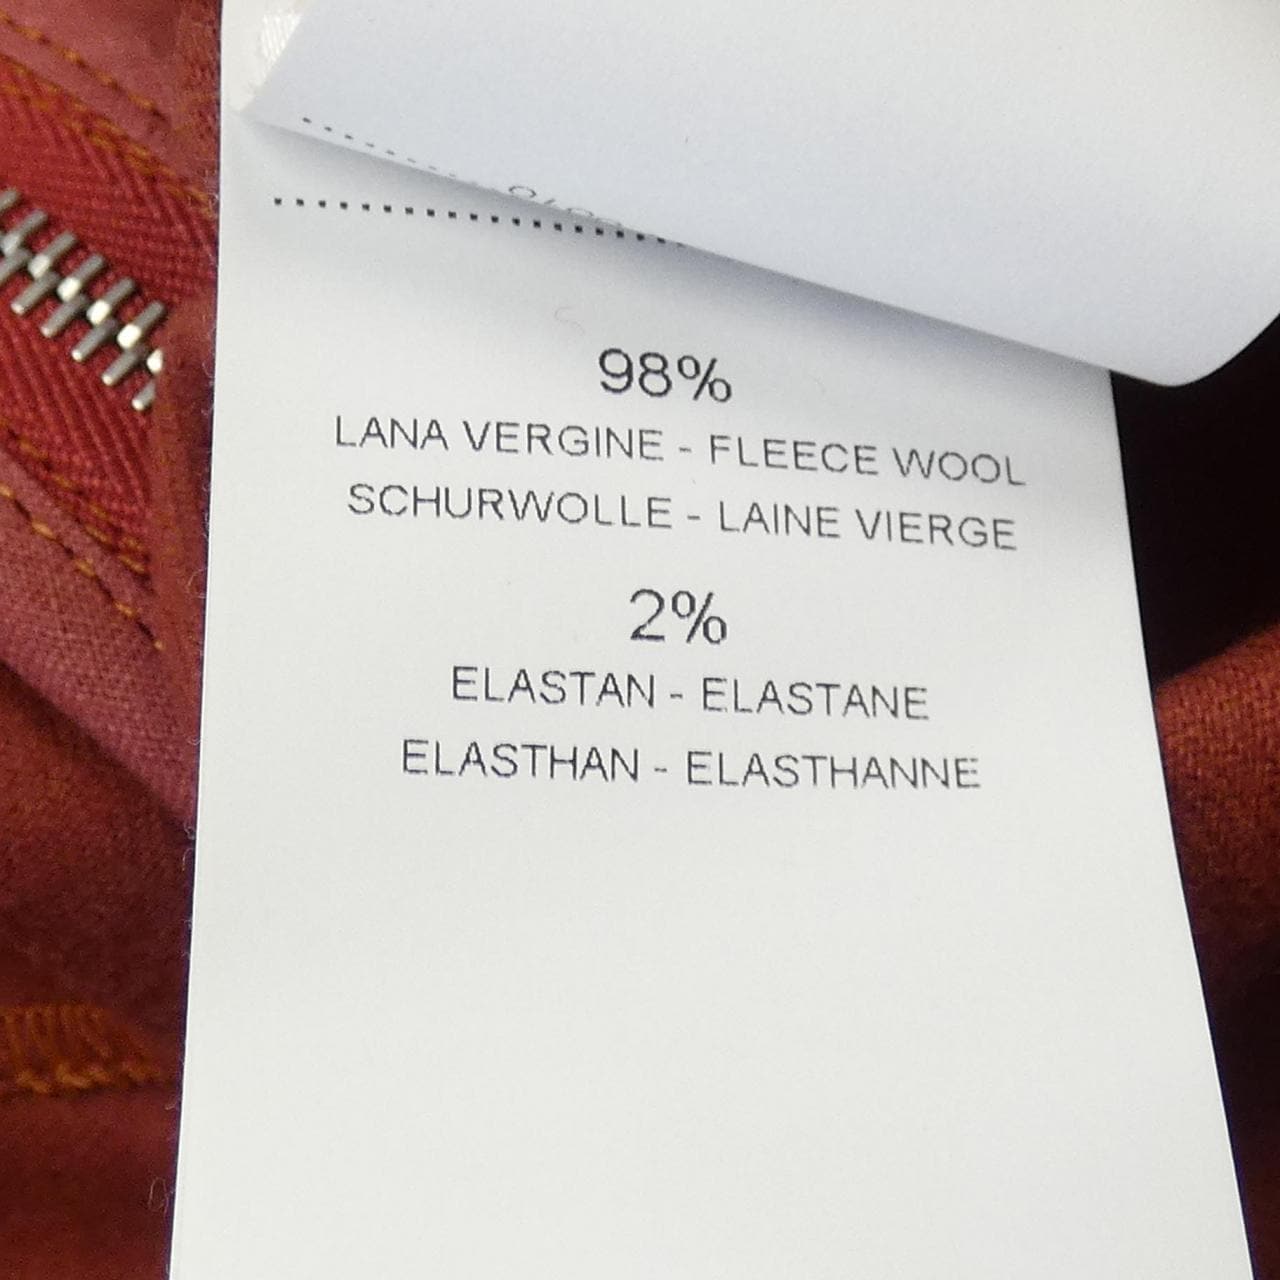 98%
LANA VERGINE - FLEECE WOOL
SCHURWOLLE - LAINE VIERGE
2%
ELASTAN - ELASTANE
ELASTHAN - ELASTHANNE